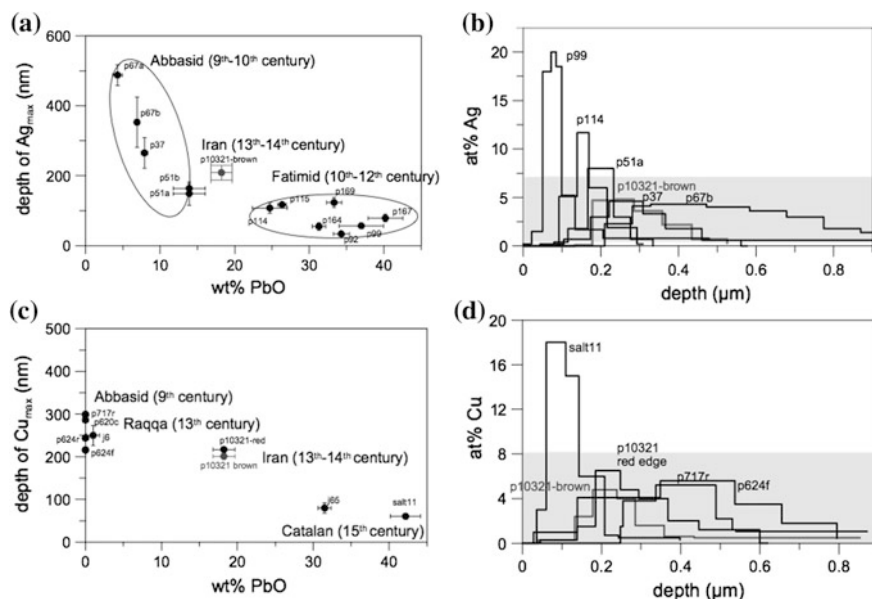 (a)
600
400
200
0
depth of Agmax (nm)
0 10 20 30 40
wt% PbO
Abbasid (9th-10th century)
p67a
p67b
p37
p51b
p51a
Iran (13th-14th century)
p10321-brown
Fatimid (10th-12th century)
p169
p115
p114
p164
p167
p99
p92
(b)
20
15
10
5
0
at% Ag
0 0.2 0.4 0.6 0.8
depth (µm)
p99
p114
p51a
p10321-brown
p37
p67b
(c)
500
400
300
200
100
0
depth of Cumax (nm)
0 10 20 30 40
wt% PbO
Abbasid (9th century)
p717r
p620c
Raqqa (13th century)
p624r
j6
p624f
p10321-red
p10321 brown
Iran (13th-14th century)
j65
salt11
Catalan (15th century)
(d)
20
16
12
8
4
0
at% Cu
0 0.2 0.4 0.6 0.8
depth (µm)
salt11
p10321
red edge
p10321-brown
p717r
p624f